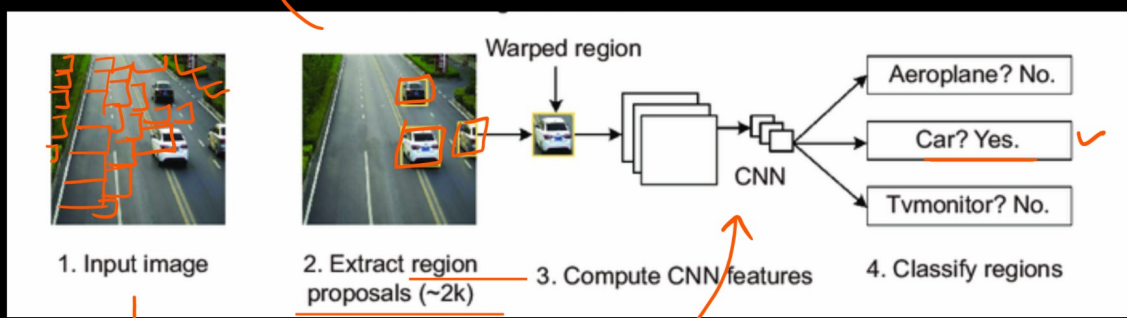 Warped region
Aeroplane? No.
Car? Yes.
CNN
Tvmonitor? No.
1. Input image
2. Extract region
proposals (~2k)
3. Compute CNN features
4. Classify regions